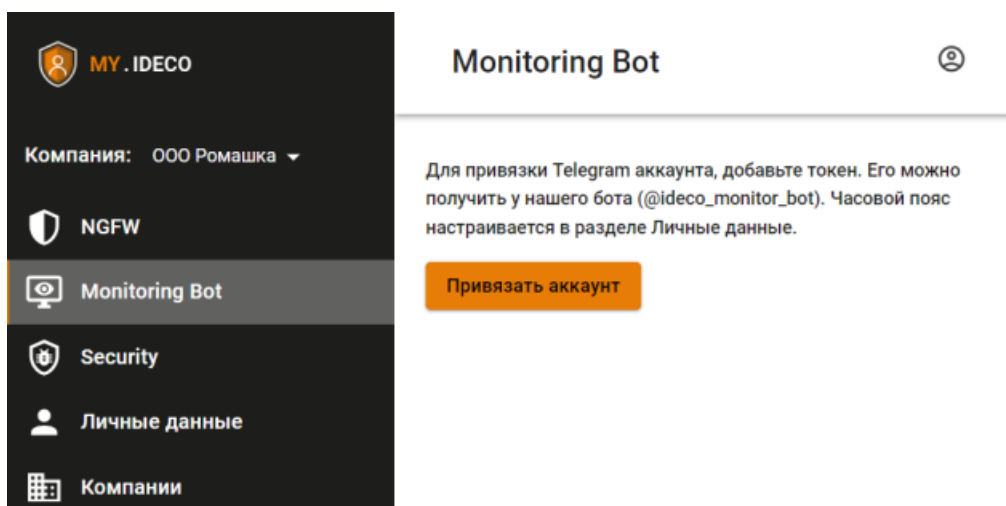 MY.IDECO
Monitoring Bot
Компания: ООО Ромашка
NGFW
Monitoring Bot
Security
Личные данные
Компании
Для привязки Telegram аккаунта, добавьте токен. Его можно
получить у нашего бота (@ideco_monitor_bot). Часовой пояс
настраивается в разделе Личные данные.
Привязать аккаунт